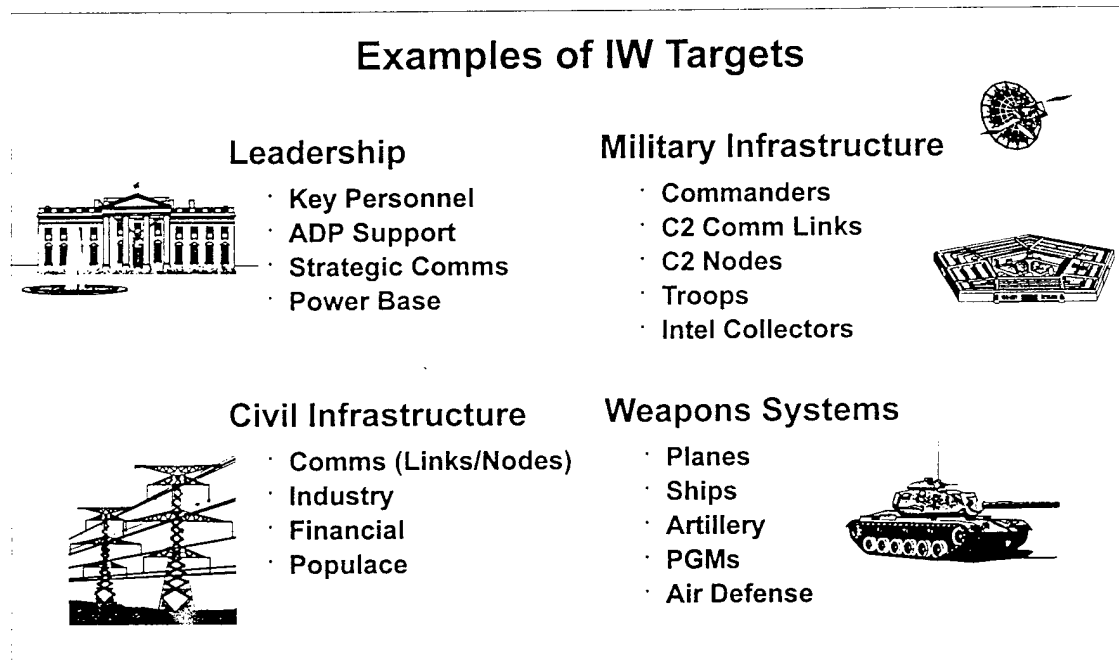 Examples of IW Targets
Leadership
· Key Personnel
· ADP Support
· Strategic Comms
· Power Base
Military Infrastructure
· Commanders
· C2 Comm Links
· C2 Nodes
· Troops
· Intel Collectors
Civil Infrastructure
· Comms (Links/Nodes)
· Industry
· Financial
· Populace
Weapons Systems
· Planes
· Ships
· Artillery
· PGMs
· Air Defense